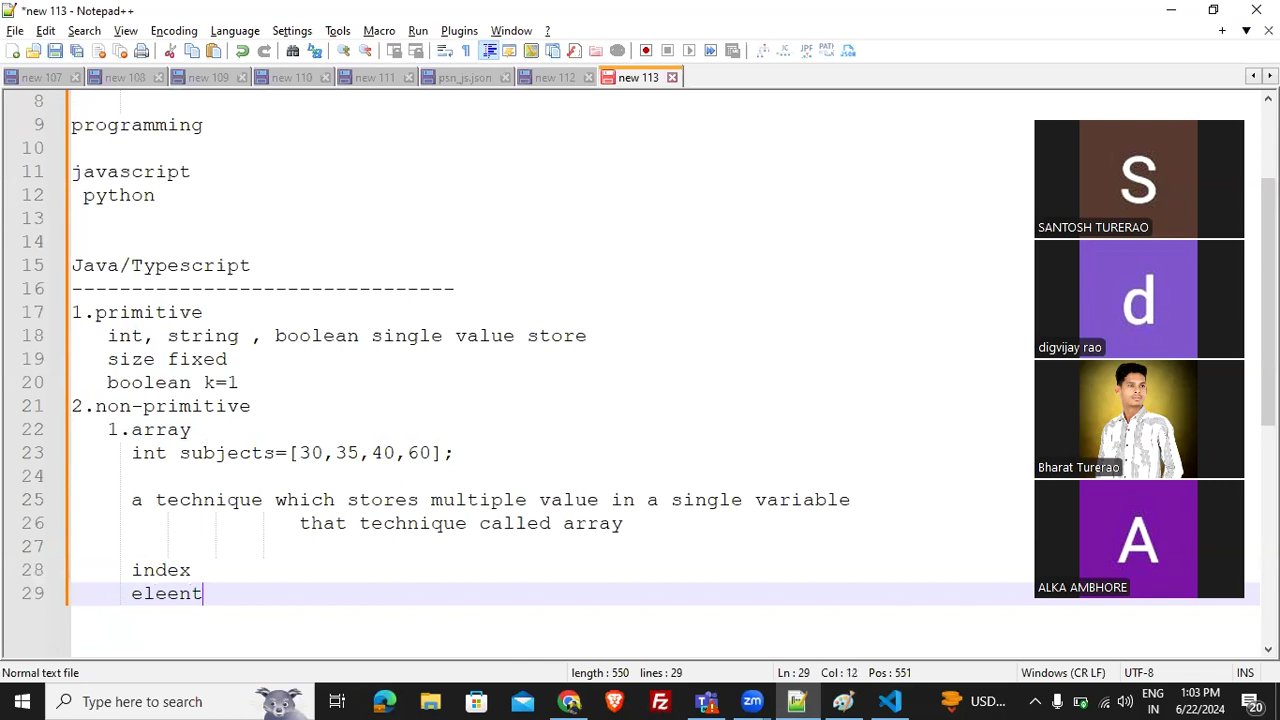 *new 113 - Notepad++
File Edit Search View Encoding Language Settings Tools Macro Run Plugins Window ?
new 107 new 108 new 109 new 110 new 111 psn_js.json new 112 new 113
8
9 programming
10
11 javascript
12 python
13
14
15 Java/Typescript
16 --------------------------------
17 1.primitive
18 int, string , boolean single value store
19 size fixed
20 boolean k=1
21 2.non-primitive
22 1.array
23 int subjects=[30,35,40,60];
24
25 a technique which stores multiple value in a single variable
26 that technique called array
27
28 index
29 eleent
S
SANTOSH TURERAO
d
digvijay rao
Bharat Turerao
A
ALKA AMBHORE
Normal text file length : 550 lines : 29 Ln : 29 Col : 12 Pos : 551 Windows (CR LF) UTF-8 INS
Type here to search USD... ENG IN 1:03 PM 6/22/2024 20